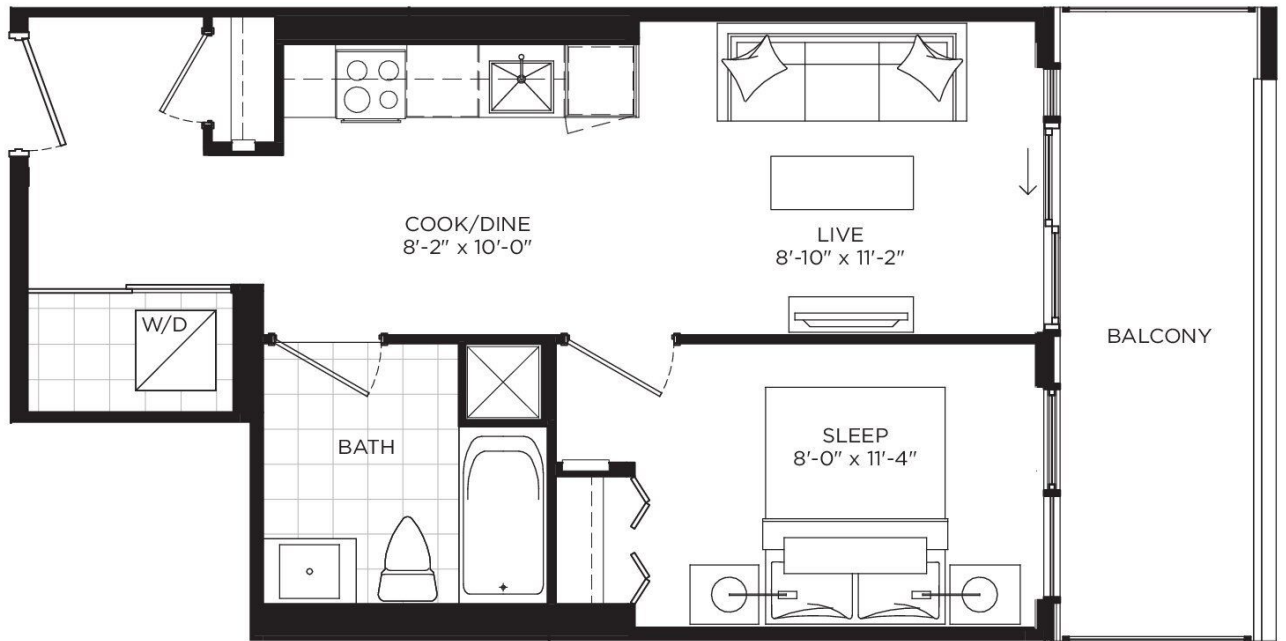 COOK/DINE
8'-2" x 10'-0"
LIVE
8'-10" x 11'-2"
W/D
BALCONY
BATH
SLEEP
8'-0" x 11'-4"